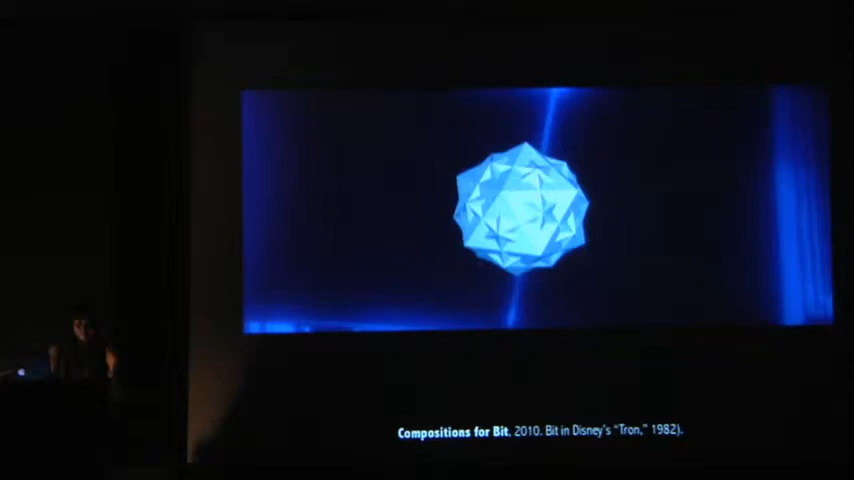 Compositions for Bit, 2010. Bit in Disney's "Tron," 1982).